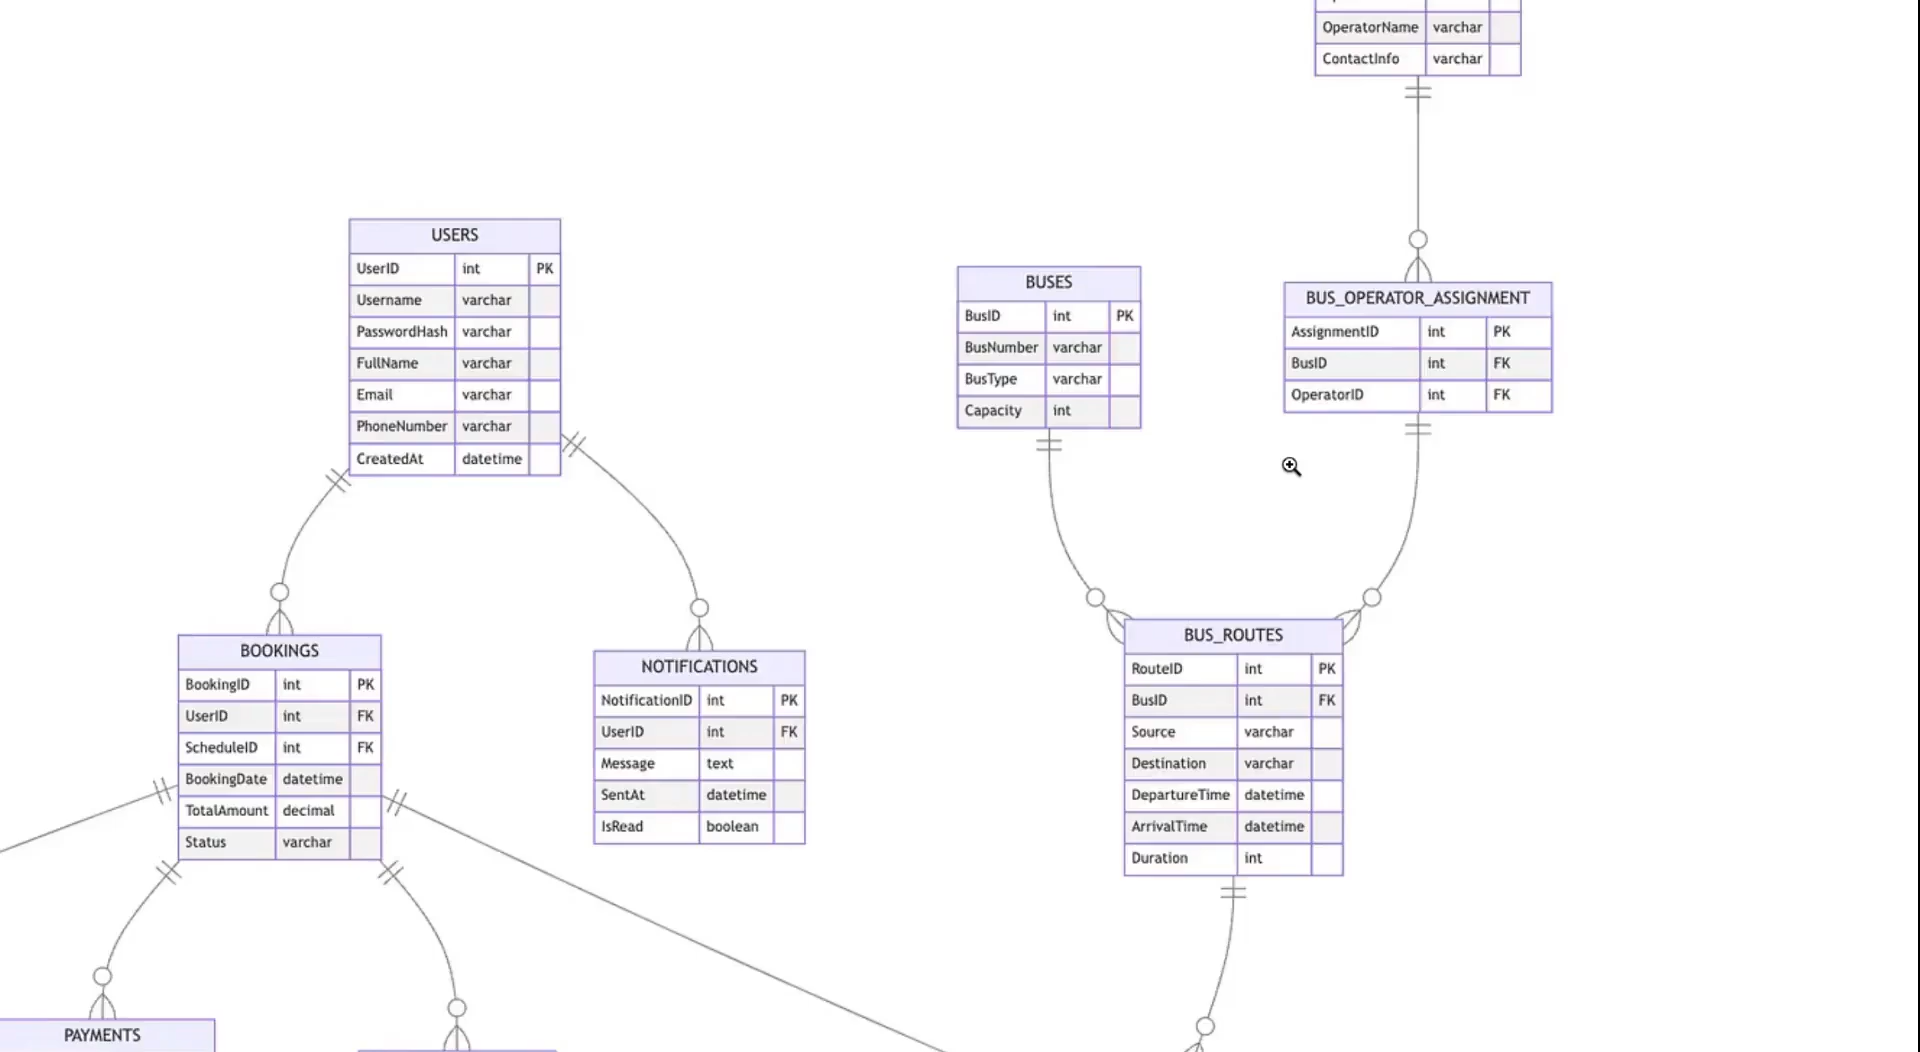 OperatorName varchar
ContactInfo varchar
USERS
UserID int PK
Username varchar
PasswordHash varchar
FullName varchar
Email varchar
PhoneNumber varchar
CreatedAt datetime
BUSES
BusID int PK
BusNumber varchar
BusType varchar
Capacity int
BUS_OPERATOR_ASSIGNMENT
AssignmentID int PK
BusID int FK
OperatorID int FK
BOOKINGS
BookingID int PK
UserID int FK
ScheduleID int FK
BookingDate datetime
TotalAmount decimal
Status varchar
NOTIFICATIONS
NotificationID int PK
UserID int FK
Message text
SentAt datetime
IsRead boolean
BUS_ROUTES
RouteID int PK
BusID int FK
Source varchar
Destination varchar
DepartureTime datetime
ArrivalTime datetime
Duration int
PAYMENTS